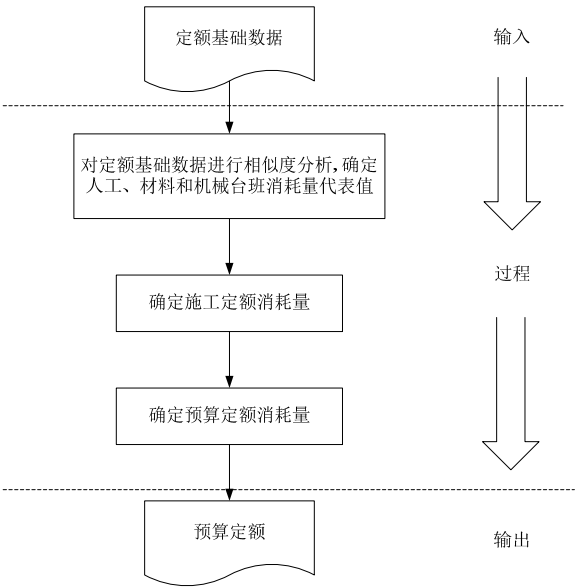 定额基础数据
输入
对定额基础数据进行相似度分析,确定
人工、材料和机械台班消耗量代表值
过程
确定施工定额消耗量
确定预算定额消耗量
预算定额
输出